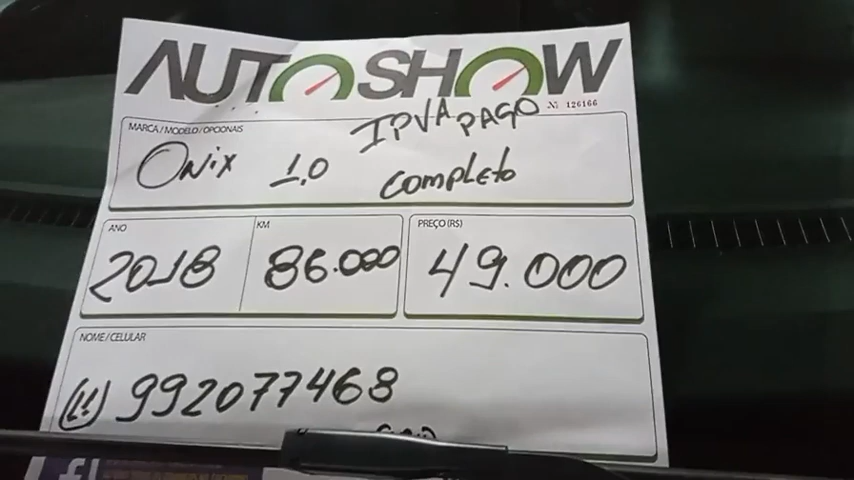 AUTOSHOW
Nº 126166
MARCA / MODELO / OPCIONAIS
IPVA PAGO
Onix 1.0 completo
ANO
2018
KM
86.000
PREÇO (R$)
49.000
NOME / CELULAR
(11) 992077468